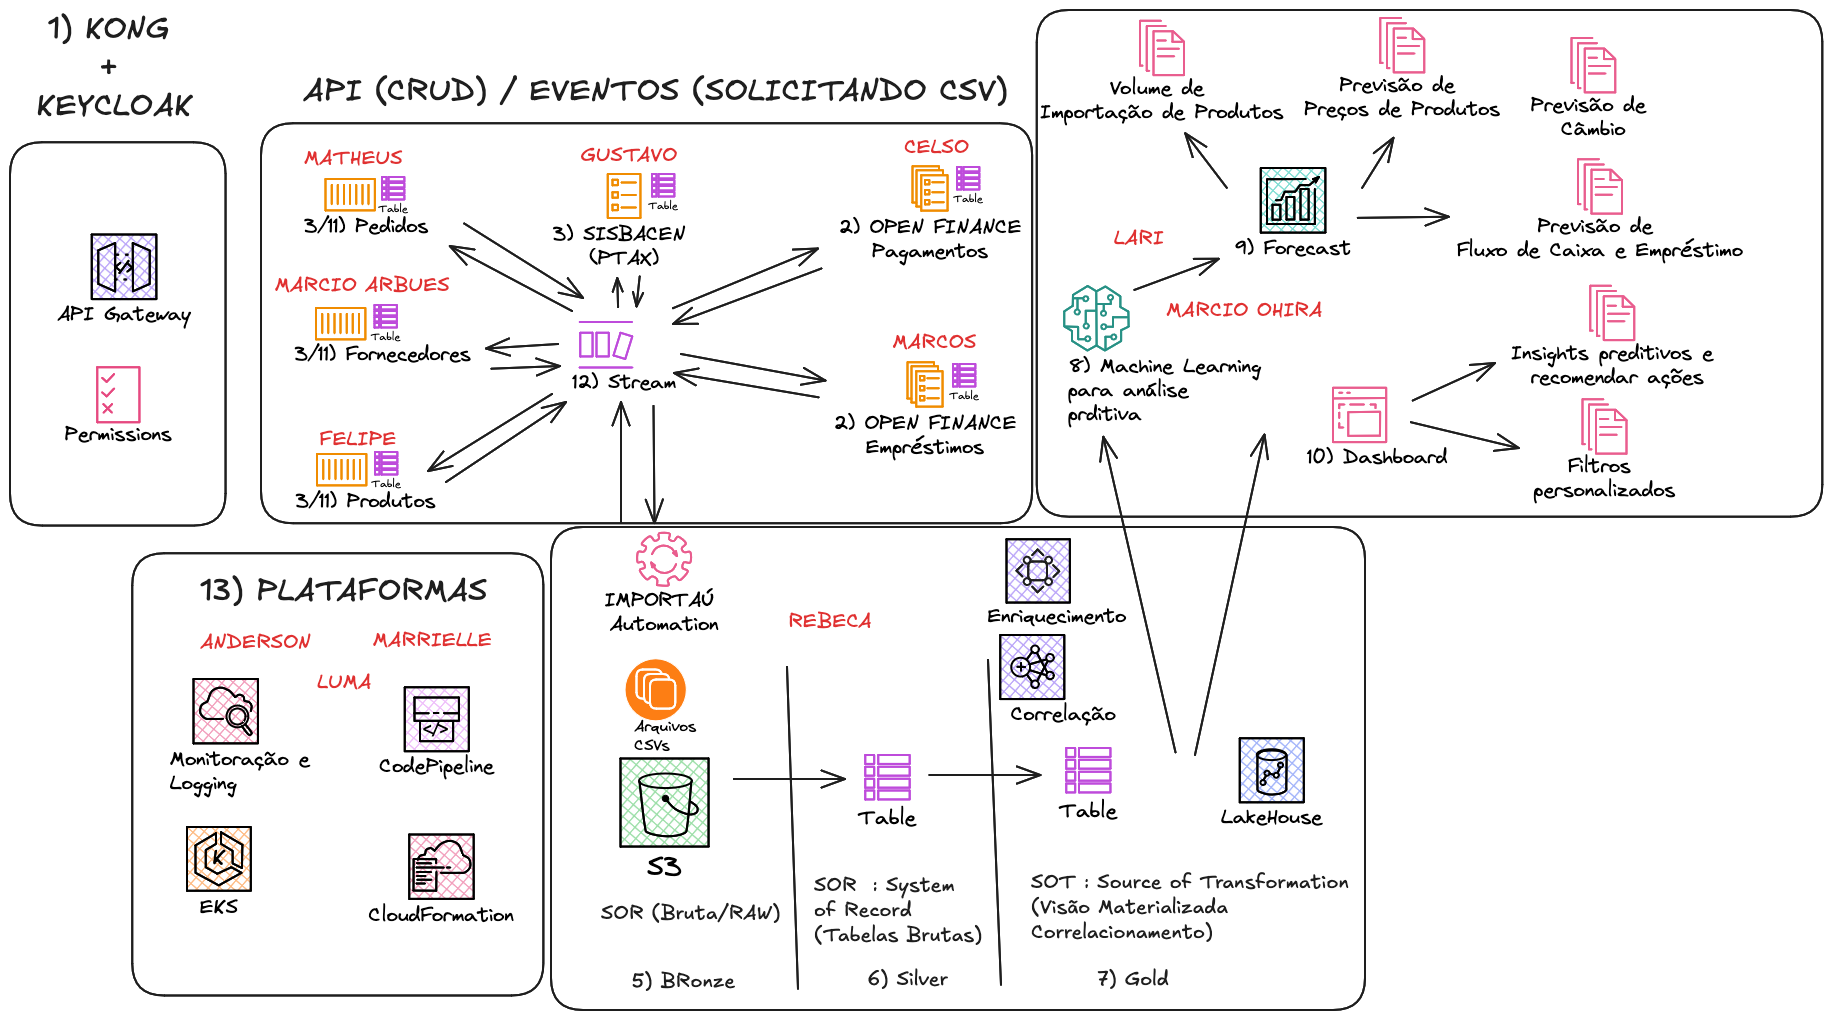 1) KONG
+
KEYCLOAK
API Gateway
Permissions
API (CRUD) / EVENTOS (SOLICITANDO CSV)
MATHEUS
Table
3/11) Pedidos
GUSTAVO
Table
3) SISBACEN
(PTAX)
CELSO
Table
2) OPEN FINANCE
Pagamentos
MARCIO ARBUES
Table
3/11) Fornecedores
12) Stream
MARCOS
Table
2) OPEN FINANCE
Empréstimos
FELIPE
Table
3/11) Produtos
Volume de
Importação de Produtos
Previsão de
Preços de Produtos
Previsão de
Câmbio
LARI
9) Forecast
Previsão de
Fluxo de Caixa e Empréstimo
MARCIO OHIRA
8) Machine Learning
para análise
prditiva
Insights preditivos e
recomendar ações
10) Dashboard
Filtros
personalizados
13) PLATAFORMAS
ANDERSON
MARRIELLE
LUMA
Monitoração e
Logging
CodePipeline
EKS
CloudFormation
IMPORTAÚ
Automation
REBECA
Enriquecimento
Correlação
Arquivos
CSVs
S3
Table
Table
LakeHouse
SOR (Bruta/RAW)
SOR : System
of Record
(Tabelas Brutas)
SOT : Source of Transformation
(Visão Materializada
Correlacionamento)
5) BRonze
6) Silver
7) Gold